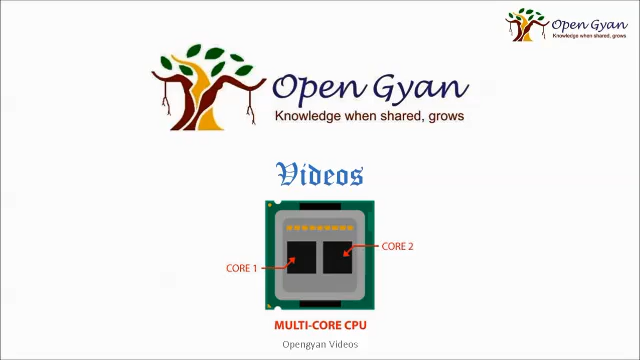 Open Gyan
Knowledge when shared, grows
Open Gyan
Knowledge when shared, grows
Videos
CORE 1
CORE 2
MULTI-CORE CPU
Opengyan Videos